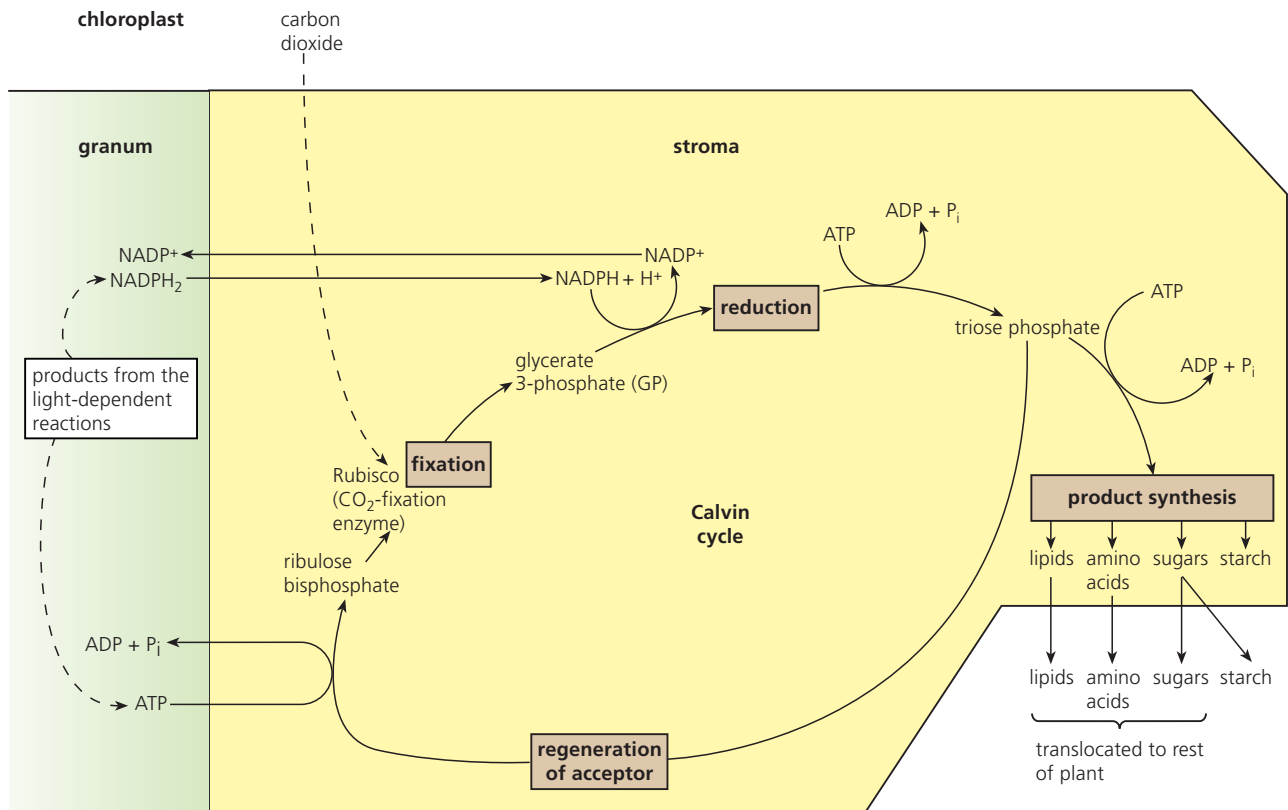 chloroplast
carbon
dioxide
granum
stroma
ADP + Pi
ATP
NADP+
NADP+
NADPH2
NADPH + H+
reduction
ATP
triose phosphate
glycerate
3-phosphate (GP)
ADP + Pi
products from the
light-dependent
reactions
fixation
Rubisco
(CO2-fixation
enzyme)
product synthesis
Calvin
cycle
lipids
amino
acids
sugars
starch
ribulose
bisphosphate
ADP + Pi
ATP
lipids
amino
acids
sugars
starch
regeneration
of acceptor
translocated to rest
of plant